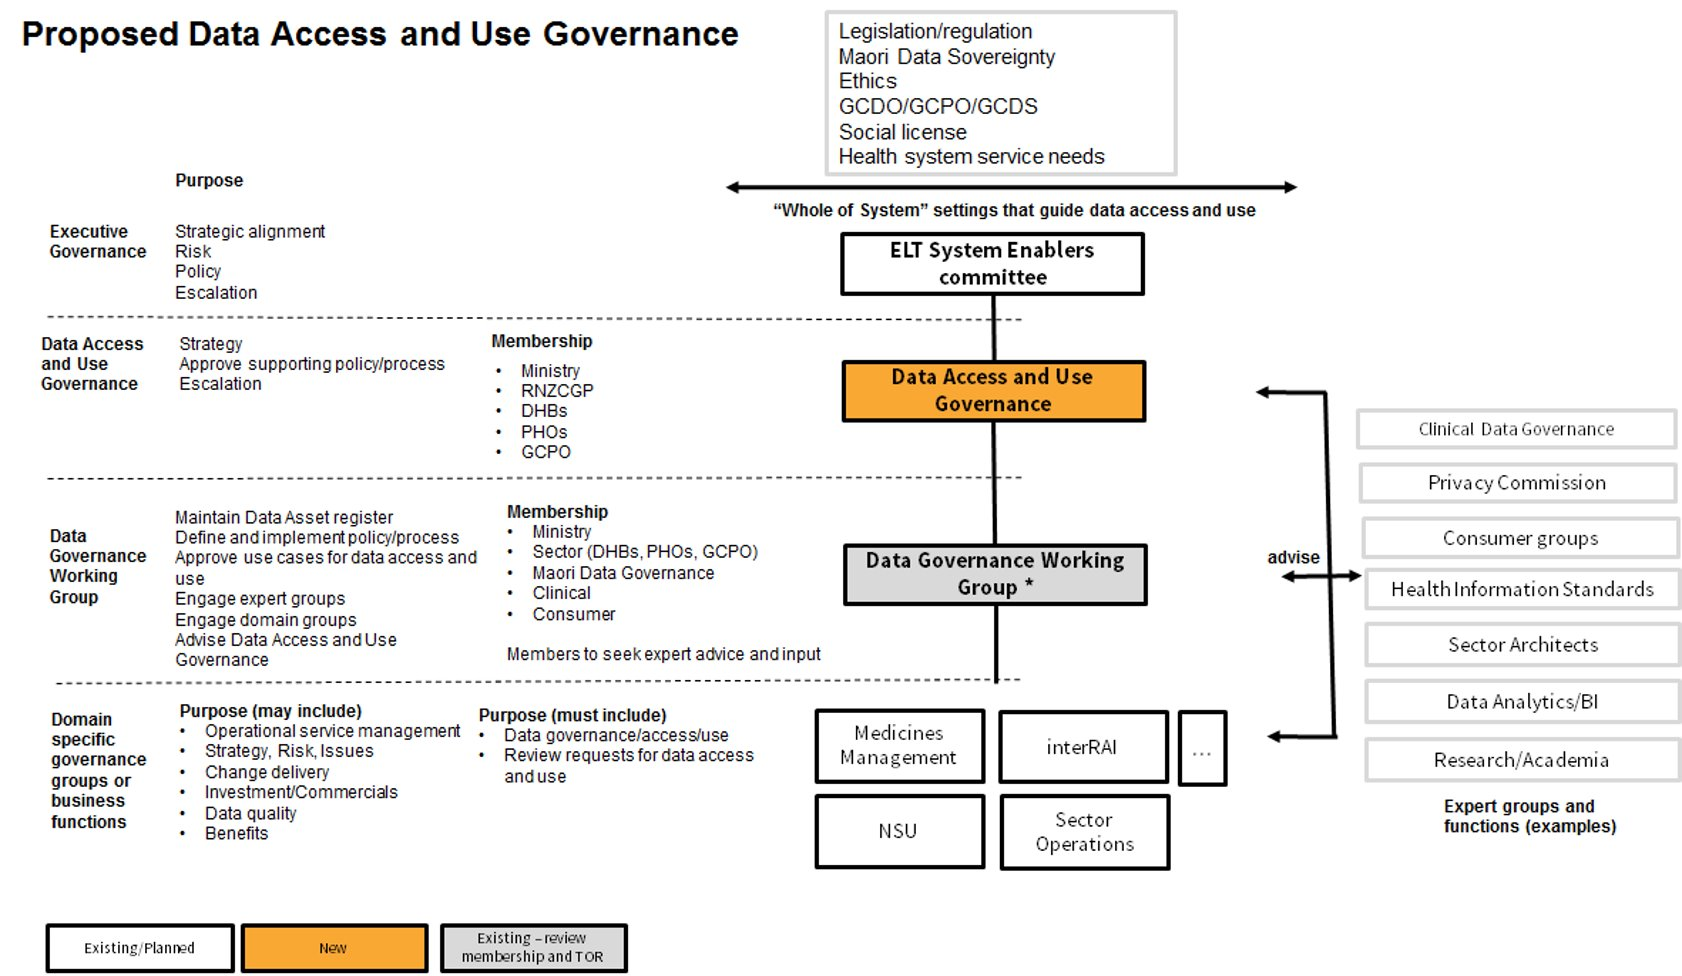 Proposed Data Access and Use Governance
Legislation/regulation
Maori Data Sovereignty
Ethics
GCDO/GCPO/GCDS
Social license
Health system service needs
“Whole of System” settings that guide data access and use
Purpose
Executive
Governance
Strategic alignment
Risk
Policy
Escalation
ELT System Enablers
committee
Data Access
and Use
Governance
Strategy
Approve supporting policy/process
Escalation
Membership
• Ministry
• RNZCGP
• DHBs
• PHOs
• GCPO
Data Access and Use
Governance
Data
Governance
Working
Group
Maintain Data Asset register
Define and implement policy/process
Approve use cases for data access and
use
Engage expert groups
Engage domain groups
Advise Data Access and Use
Governance
Membership
• Ministry
• Sector (DHBs, PHOs, GCPO)
• Maori Data Governance
• Clinical
• Consumer
Members to seek expert advice and input
Data Governance Working
Group *
Domain
specific
governance
groups or
business
functions
Purpose (may include)
• Operational service management
• Strategy, Risk, Issues
• Change delivery
• Investment/Commercials
• Data quality
• Benefits
Purpose (must include)
• Data governance/access/use
• Review requests for data access
and use
Medicines
Management
interRAI
...
NSU
Sector
Operations
advise
Clinical Data Governance
Privacy Commission
Consumer groups
Health Information Standards
Sector Architects
Data Analytics/BI
Research/Academia
Expert groups and
functions (examples)
Existing/Planned
New
Existing – review
membership and TOR